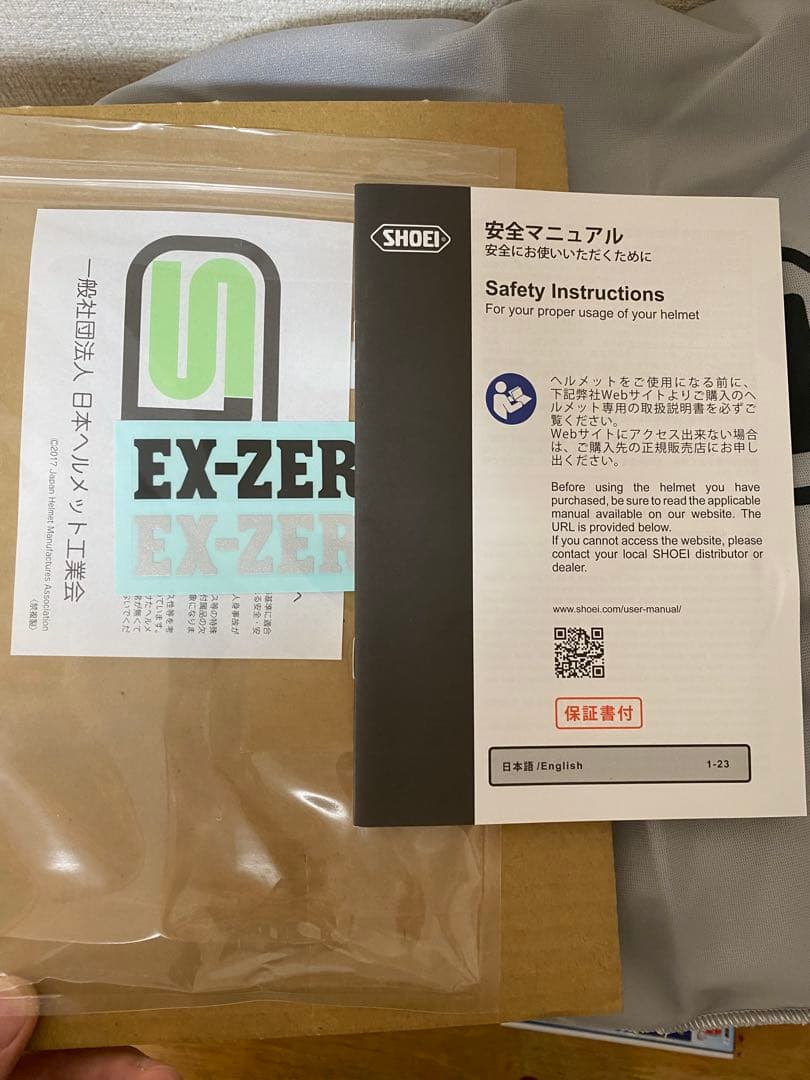 一般社団法人 日本ヘルメット工業会
©2017 Japan Helmet Manufactures Association
(禁複製)
EX-ZER
EX-ZER
SHOEI
安全マニュアル
安全にお使いいただくために
Safety Instructions
For your proper usage of your helmet
ヘルメットをご使用になる前に、
下記弊社Webサイトよりご購入のヘ
ルメット専用の取扱説明書を必ずご
覧ください。
Webサイトにアクセス出来ない場合
は、ご購入先の正規販売店にお申し
出ください。
Before using the helmet you have
purchased, be sure to read the applicable
manual available on our website. The
URL is provided below.
If you cannot access the website, please
contact your local SHOEI distributor or
dealer.
www.shoei.com/user-manual/
保証書付
日本語 /English 1-23